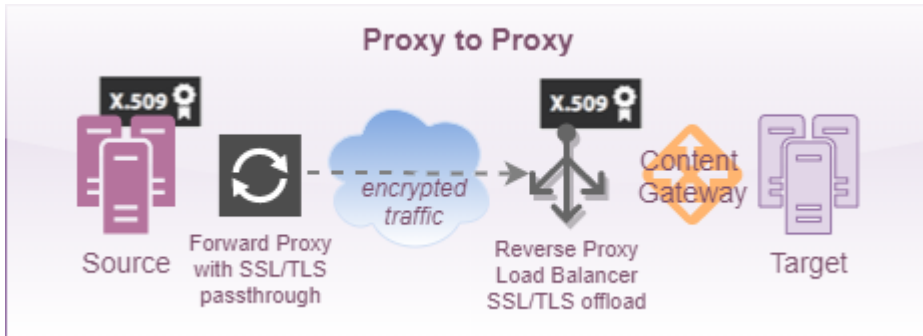 Proxy to Proxy
X.509
X.509
encrypted
traffic
Content
Gateway
Source
Forward Proxy
with SSL/TLS
passthrough
Reverse Proxy
Load Balancer
SSL/TLS offload
Target